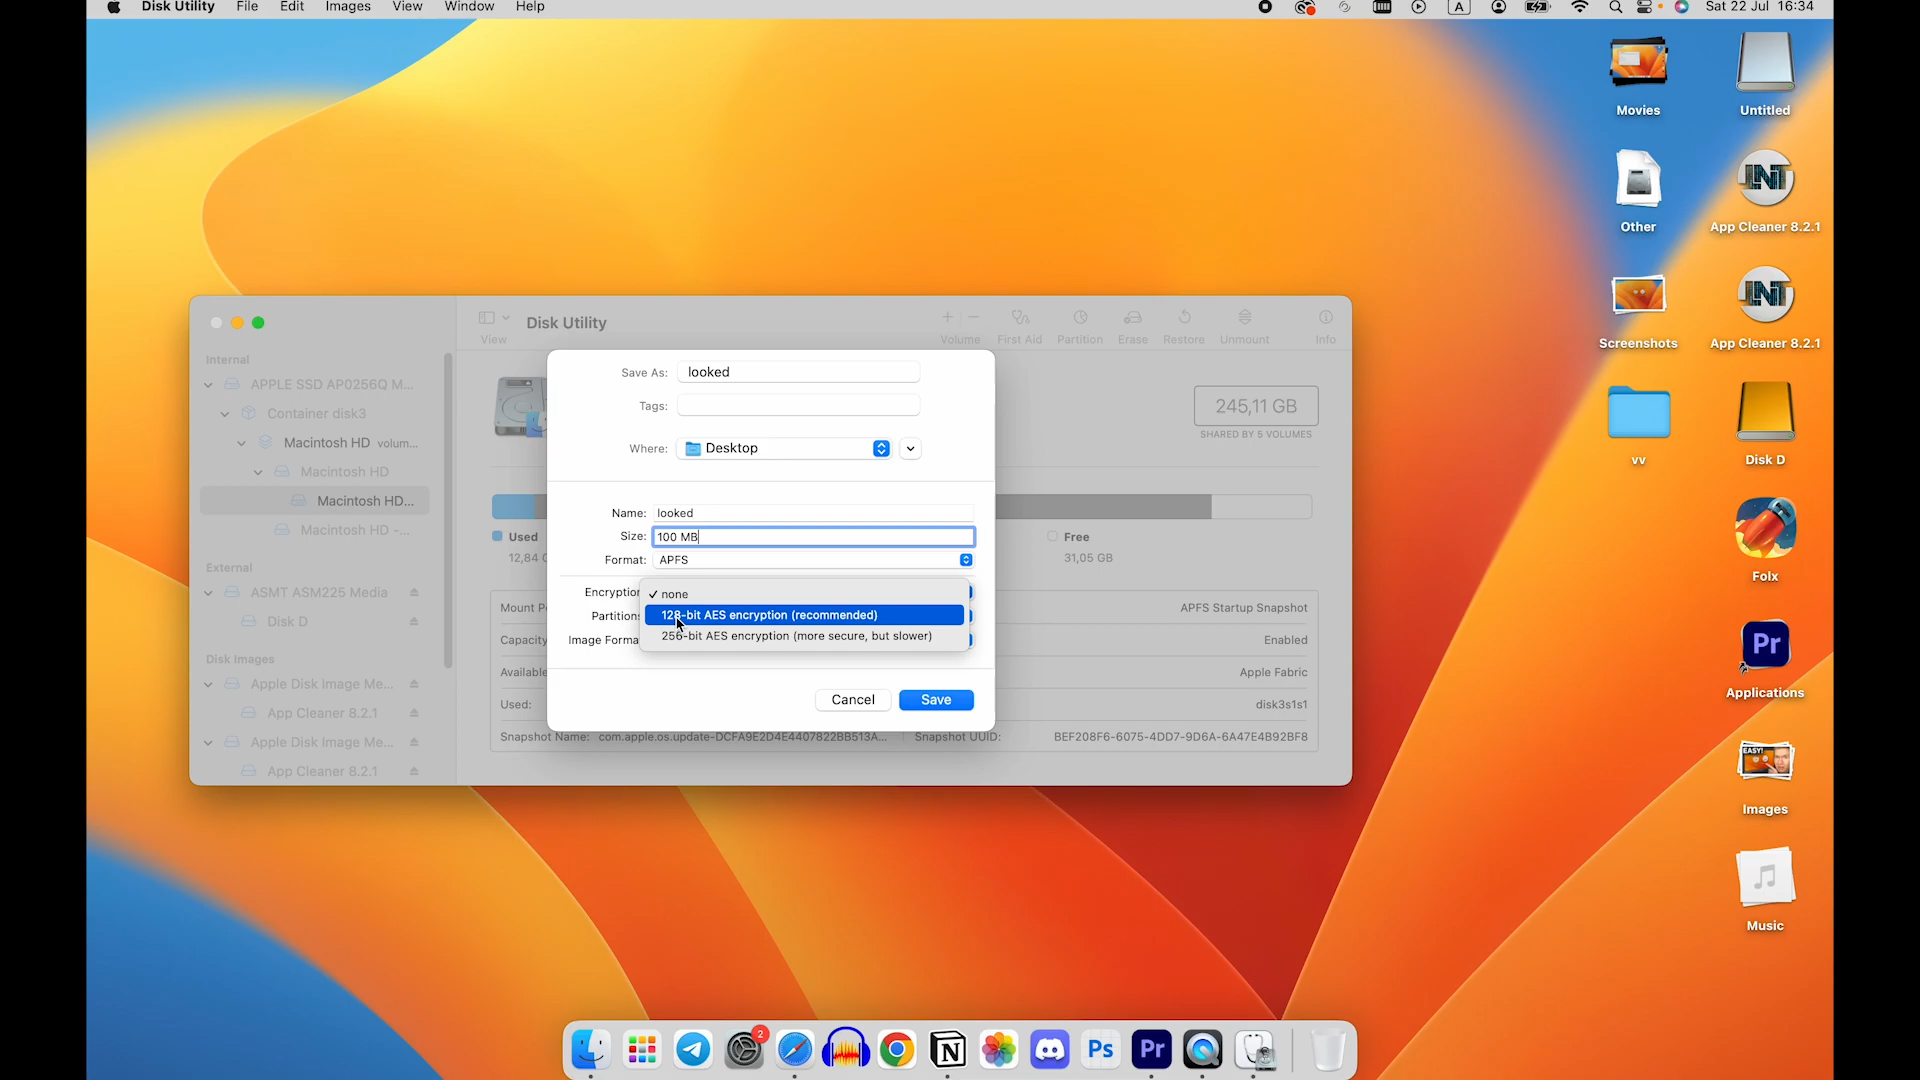 Disk Utility File Edit Images View Window Help A Sat 22 Jul 16:34
Movies
Untitled
Other
App Cleaner 8.2.1
Screenshots
App Cleaner 8.2.1
vv
Disk D
Folx
Pr
Applications
EASY!
Images
Music
Disk Utility
View
Volume First Aid Partition Erase Restore Unmount Info
Internal
APPLE SSD AP0256Q M...
Container disk3
Macintosh HD volum...
Macintosh HD
Macintosh HD...
Macintosh HD -...
External
ASMT ASM225 Media
Disk D
Disk Images
Apple Disk Image Me...
App Cleaner 8.2.1
Apple Disk Image Me...
App Cleaner 8.2.1
245,11 GB
SHARED BY 5 VOLUMES
Used
12,84
Free
31,05 GB
Save As: looked
Tags:
Where: Desktop
Name: looked
Size: 100 MB
Format: APFS
Encryption
none
128-bit AES encryption (recommended)
256-bit AES encryption (more secure, but slower)
Partitions
Image Forma
Cancel Save
Mount P
APFS Startup Snapshot
Capacity
Enabled
Available
Apple Fabric
Used:
disk3s1s1
Snapshot Name: com.apple.os.update-DCFA9E2D4E4407822BB513A...
Snapshot UUID: BEF208F6-6075-4DD7-9D6A-6A47E4B92BF8
2
N
Ps
Pr